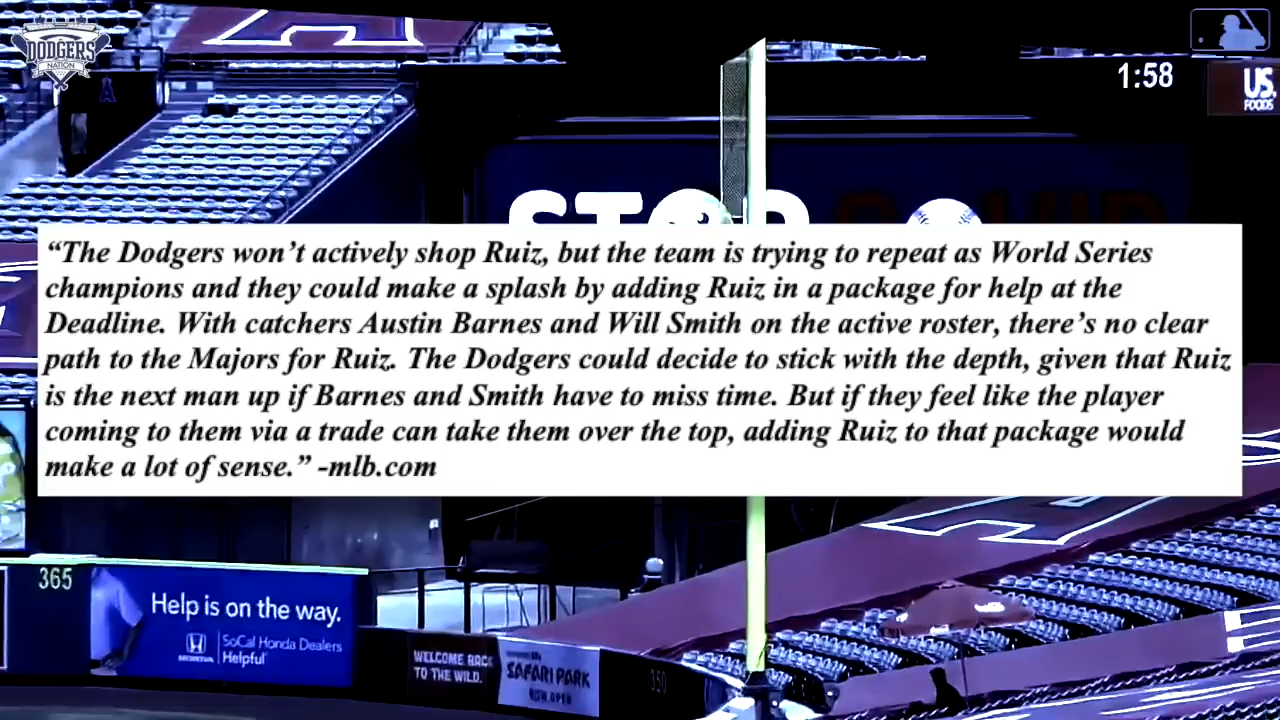 DODGERS
NATION
A
1:58
US.
FOODS
STOP COVID
“The Dodgers won’t actively shop Ruiz, but the team is trying to repeat as World Series
champions and they could make a splash by adding Ruiz in a package for help at the
Deadline. With catchers Austin Barnes and Will Smith on the active roster, there’s no clear
path to the Majors for Ruiz. The Dodgers could decide to stick with the depth, given that Ruiz
is the next man up if Barnes and Smith have to miss time. But if they feel like the player
coming to them via a trade can take them over the top, adding Ruiz to that package would
make a lot of sense.” -mlb.com
365
Help is on the way.
HONDA
SoCal Honda Dealers
Helpful
WELCOME BACK
TO THE WILD.
SAFARI PARK
NOW OPEN
350